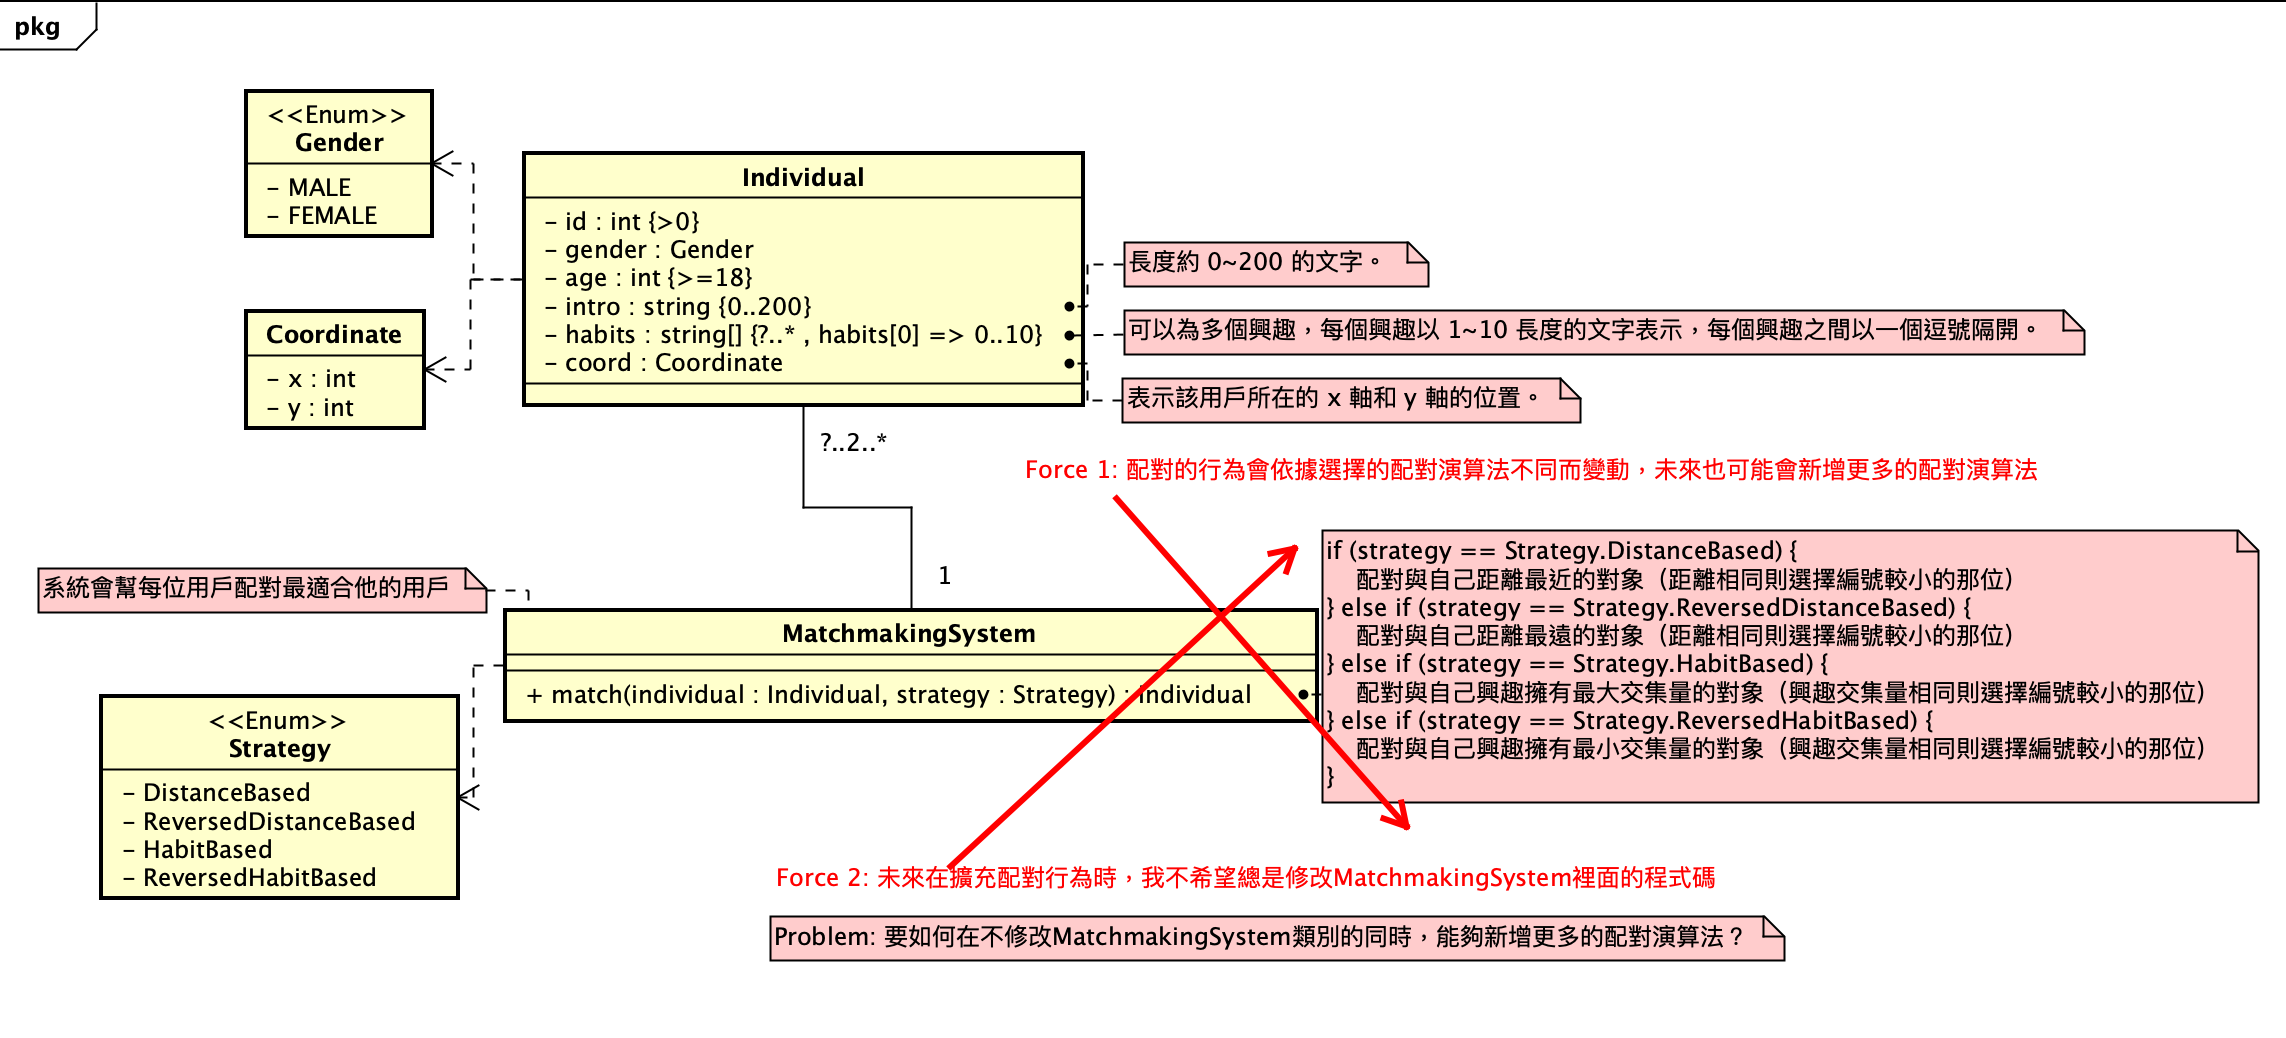 pkg
<<Enum>>
Gender
- MALE
- FEMALE
Individual
- id : int {>0}
- gender : Gender
- age : int {>=18}
- intro : string {0..200}
- habits : string[] {?..* , habits[0] => 0..10}
- coord : Coordinate
長度約 0~200 的文字。
可以為多個興趣，每個興趣以 1~10 長度的文字表示，每個興趣之間以一個逗號隔開。
表示該用戶所在的 x 軸和 y 軸的位置。
Coordinate
- x : int
- y : int
?..2..*
1
Force 1: 配對的行為會依據選擇的配對演算法不同而變動，未來也可能會新增更多的配對演算法
系統會幫每位用戶配對最適合他的用戶
MatchmakingSystem
+ match(individual : Individual, strategy : Strategy) : Individual
if (strategy == Strategy.DistanceBased) {
配對與自己距離最近的對象（距離相同則選擇編號較小的那位）
} else if (strategy == Strategy.ReversedDistanceBased) {
配對與自己距離最遠的對象（距離相同則選擇編號較小的那位）
} else if (strategy == Strategy.HabitBased) {
配對與自己興趣擁有最大交集量的對象（興趣交集量相同則選擇編號較小的那位）
} else if (strategy == Strategy.ReversedHabitBased) {
配對與自己興趣擁有最小交集量的對象（興趣交集量相同則選擇編號較小的那位）
}
<<Enum>>
Strategy
- DistanceBased
- ReversedDistanceBased
- HabitBased
- ReversedHabitBased
Force 2: 未來在擴充配對行為時，我不希望總是修改MatchmakingSystem裡面的程式碼
Problem: 要如何在不修改MatchmakingSystem類別的同時，能夠新增更多的配對演算法？